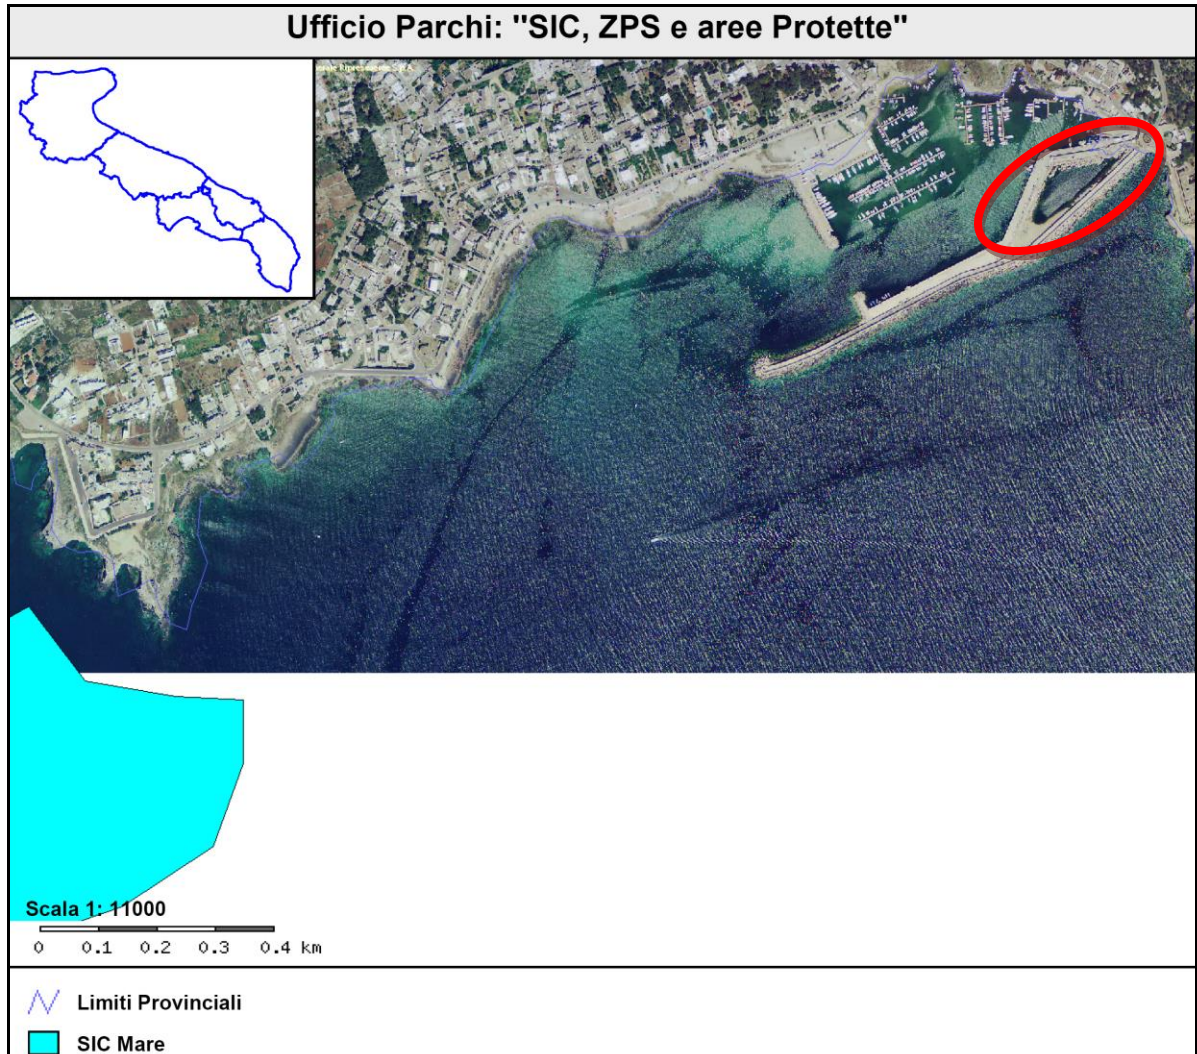 Ufficio Parchi: "SIC, ZPS e aree Protette"
Scala 1: 11000
0 0.1 0.2 0.3 0.4 km
Limiti Provinciali
SIC Mare